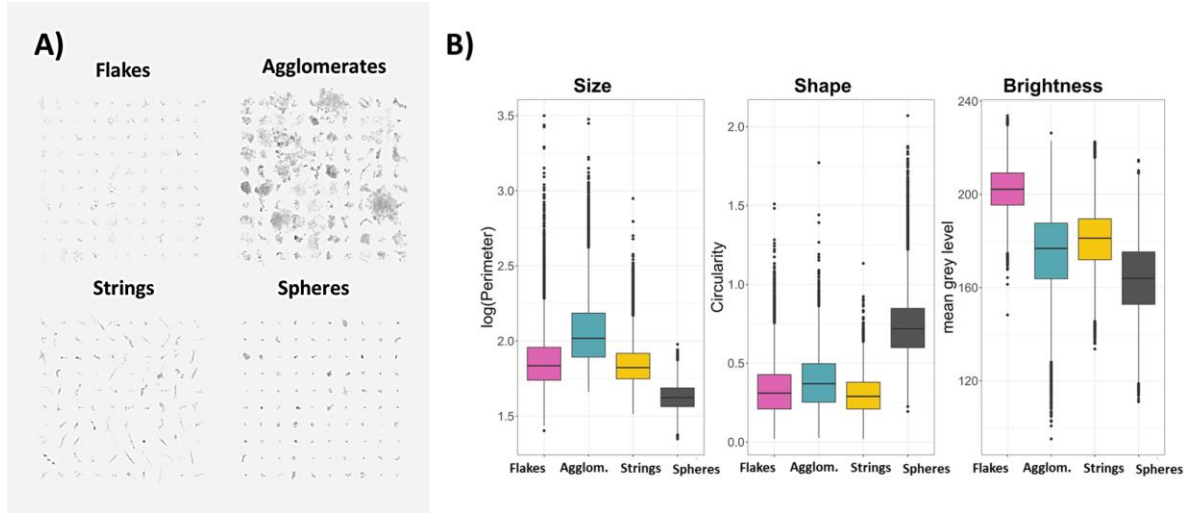 A)
Flakes
Agglomerates
Strings
Spheres
B)
Size
log(Perimeter)
3.5
3.0
2.5
2.0
1.5
Flakes Agglom. Strings Spheres
Shape
Circularity
2.0
1.5
1.0
0.5
0.0
Flakes Agglom. Strings Spheres
Brightness
mean grey level
240
200
160
120
Flakes Agglom. Strings Spheres